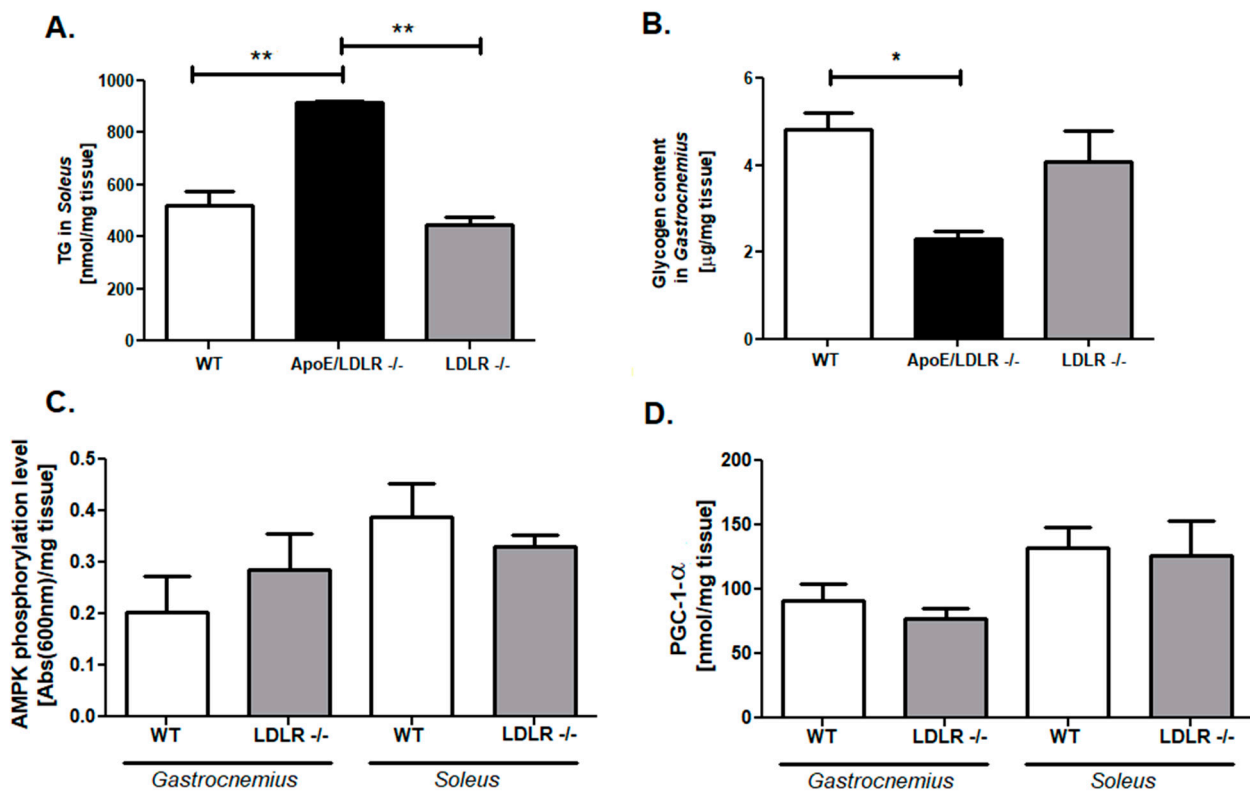 A.
**
**
TG in Soleus
[nmol/mg tissue]
1000
800
600
400
200
0
WT
ApoE/LDLR -/-
LDLR -/-
B.
*
Glycogen content
in Gastrocnemius
[µg/mg tissue]
6
4
2
0
WT
ApoE/LDLR -/-
LDLR -/-
C.
AMPK phosphorylation level
[Abs(600nm)/mg tissue]
0.5
0.4
0.3
0.2
0.1
0.0
WT
LDLR -/-
WT
LDLR -/-
Gastrocnemius
Soleus
D.
PGC-1-α
[nmol/mg tissue]
200
150
100
50
0
WT
LDLR -/-
WT
LDLR -/-
Gastrocnemius
Soleus